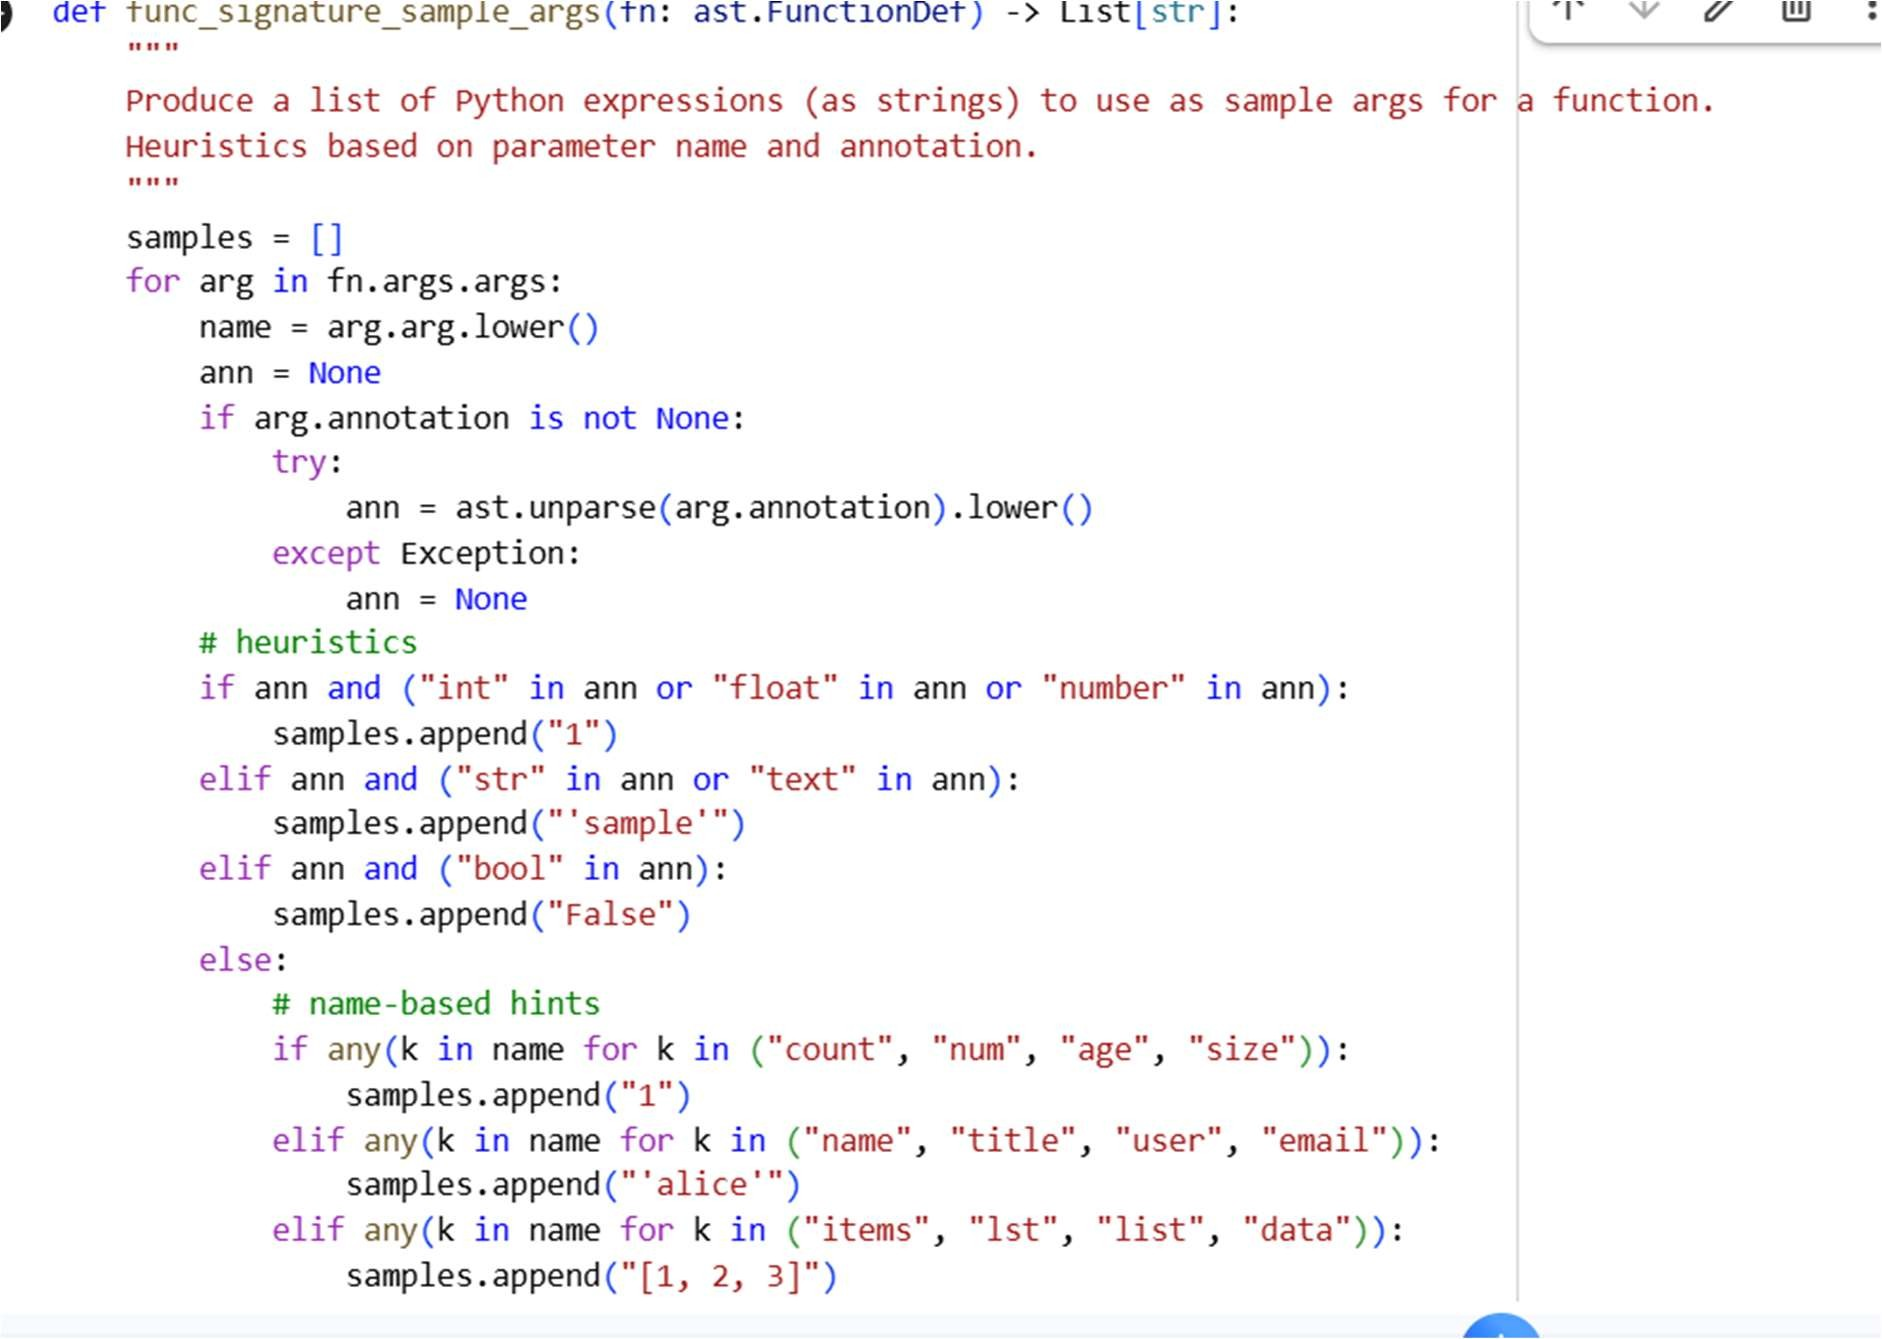 def func_signature_sample_args(fn: ast.FunctionDef) -> List[str]:
    """
    Produce a list of Python expressions (as strings) to use as sample args for a function.
    Heuristics based on parameter name and annotation.
    """
    samples = []
    for arg in fn.args.args:
        name = arg.arg.lower()
        ann = None
        if arg.annotation is not None:
            try:
                ann = ast.unparse(arg.annotation).lower()
            except Exception:
                ann = None
        # heuristics
        if ann and ("int" in ann or "float" in ann or "number" in ann):
            samples.append("1")
        elif ann and ("str" in ann or "text" in ann):
            samples.append("'sample'")
        elif ann and ("bool" in ann):
            samples.append("False")
        else:
            # name-based hints
            if any(k in name for k in ("count", "num", "age", "size")):
                samples.append("1")
            elif any(k in name for k in ("name", "title", "user", "email")):
                samples.append("'alice'")
            elif any(k in name for k in ("items", "lst", "list", "data")):
                samples.append("[1, 2, 3]")